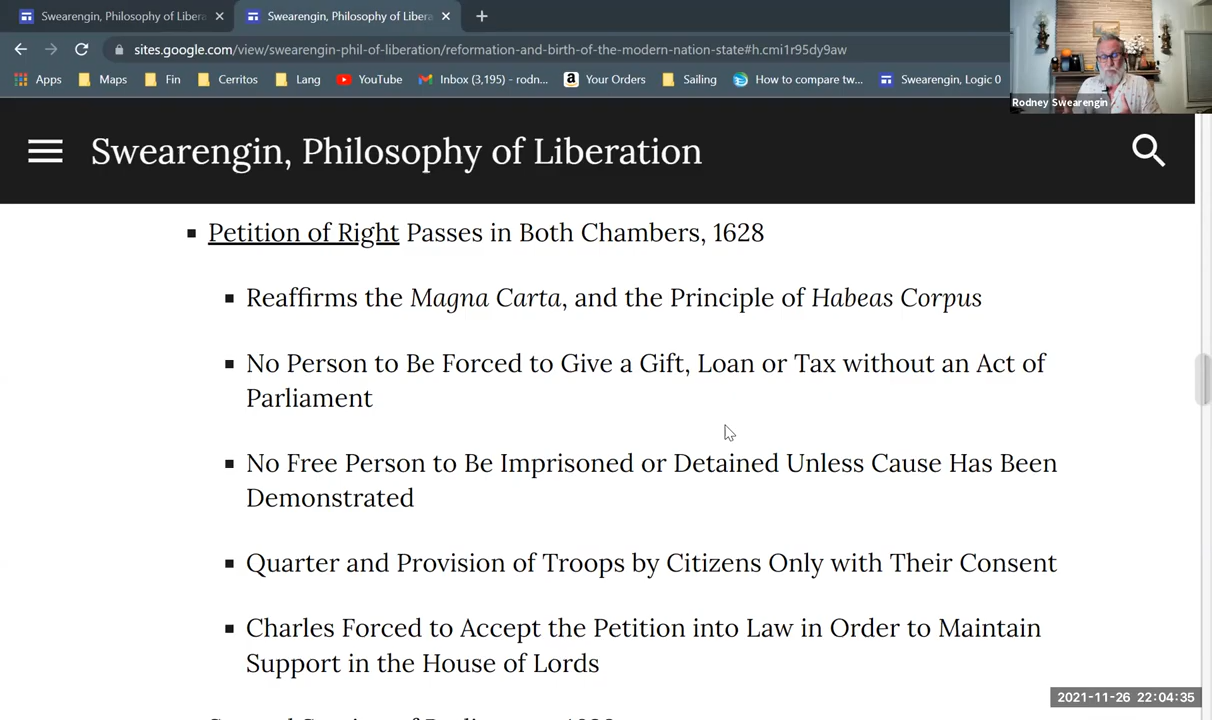 Swearengin, Philosophy of Libera
Swearengin, Philosophy of Libera
sites.google.com/view/swearengin-phil-of-liberation/reformation-and-birth-of-the-modern-nation-state#h.cmi1r95dy9aw
Apps Maps Fin Cerritos Lang YouTube Inbox (3,195) - rodn... Your Orders Sailing How to compare tw... Swearengin, Logic 0
Rodney Swearengin
Swearengin, Philosophy of Liberation
Petition of Right Passes in Both Chambers, 1628
Reaffirms the Magna Carta, and the Principle of Habeas Corpus
No Person to Be Forced to Give a Gift, Loan or Tax without an Act of
Parliament
No Free Person to Be Imprisoned or Detained Unless Cause Has Been
Demonstrated
Quarter and Provision of Troops by Citizens Only with Their Consent
Charles Forced to Accept the Petition into Law in Order to Maintain
Support in the House of Lords
2021-11-26 22:04:35